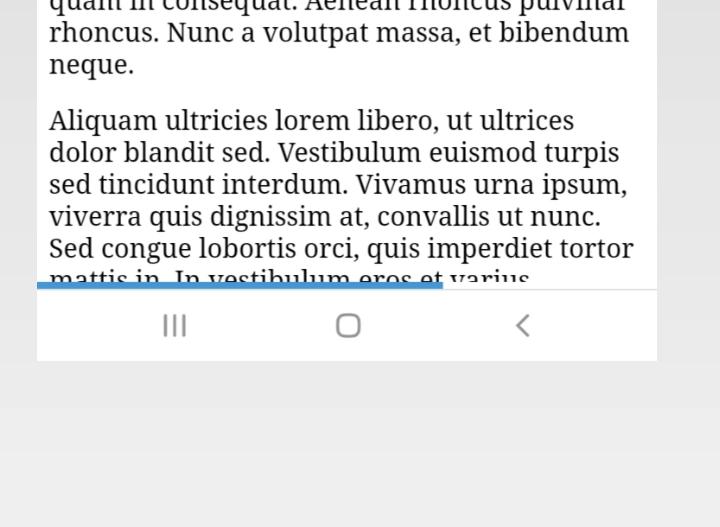 quam in consequat. Aenean rhoncus pulvinar
rhoncus. Nunc a volutpat massa, et bibendum
neque.
Aliquam ultricies lorem libero, ut ultrices
dolor blandit sed. Vestibulum euismod turpis
sed tincidunt interdum. Vivamus urna ipsum,
viverra quis dignissim at, convallis ut nunc.
Sed congue lobortis orci, quis imperdiet tortor
mattis in. In vestibulum eros et varius